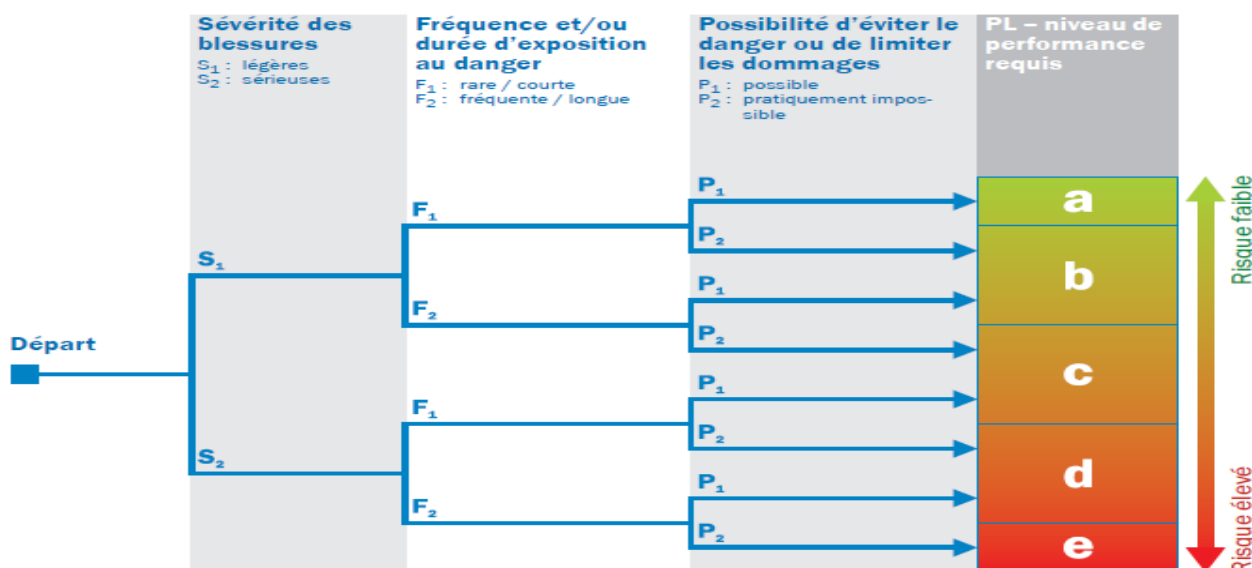 Sévérité des
blessures
S₁ : légères
S₂ : sérieuses
Fréquence et/ou
durée d'exposition
au danger
F₁ : rare / courte
F₂ : fréquente / longue
Possibilité d'éviter le
danger ou de limiter
les dommages
P₁ : possible
P₂ : pratiquement impos-
sible
PL – niveau de
performance
requis
Départ
S₁
S₂
F₁
F₂
F₁
F₂
P₁
P₂
P₁
P₂
P₁
P₂
P₁
P₂
a
b
c
d
e
Risque faible
Risque élevé